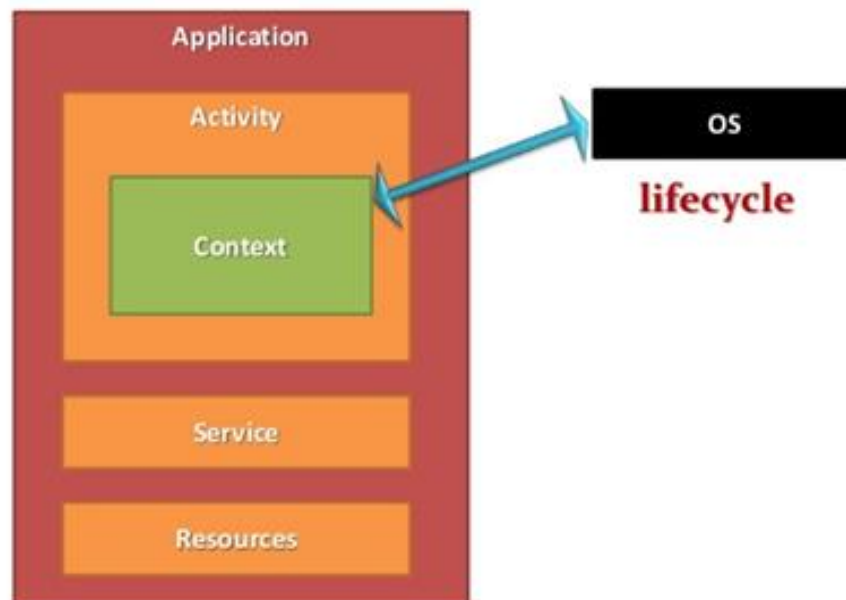 Application
Activity
OS
lifecycle
Context
Service
Resources